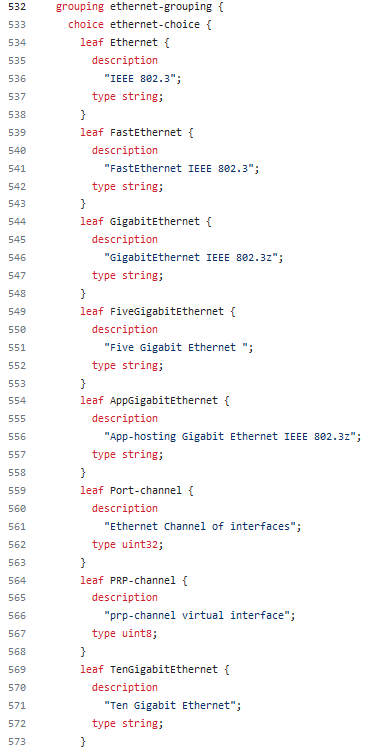 532 grouping ethernet-grouping {
533 choice ethernet-choice {
534 leaf Ethernet {
535 description
536 "IEEE 802.3";
537 type string;
538 }
539 leaf FastEthernet {
540 description
541 "FastEthernet IEEE 802.3";
542 type string;
543 }
544 leaf GigabitEthernet {
545 description
546 "GigabitEthernet IEEE 802.3z";
547 type string;
548 }
549 leaf FiveGigabitEthernet {
550 description
551 "Five Gigabit Ethernet ";
552 type string;
553 }
554 leaf AppGigabitEthernet {
555 description
556 "App-hosting Gigabit Ethernet IEEE 802.3z";
557 type string;
558 }
559 leaf Port-channel {
560 description
561 "Ethernet Channel of interfaces";
562 type uint32;
563 }
564 leaf PRP-channel {
565 description
566 "prp-channel virtual interface";
567 type uint8;
568 }
569 leaf TenGigabitEthernet {
570 description
571 "Ten Gigabit Ethernet";
572 type string;
573 }